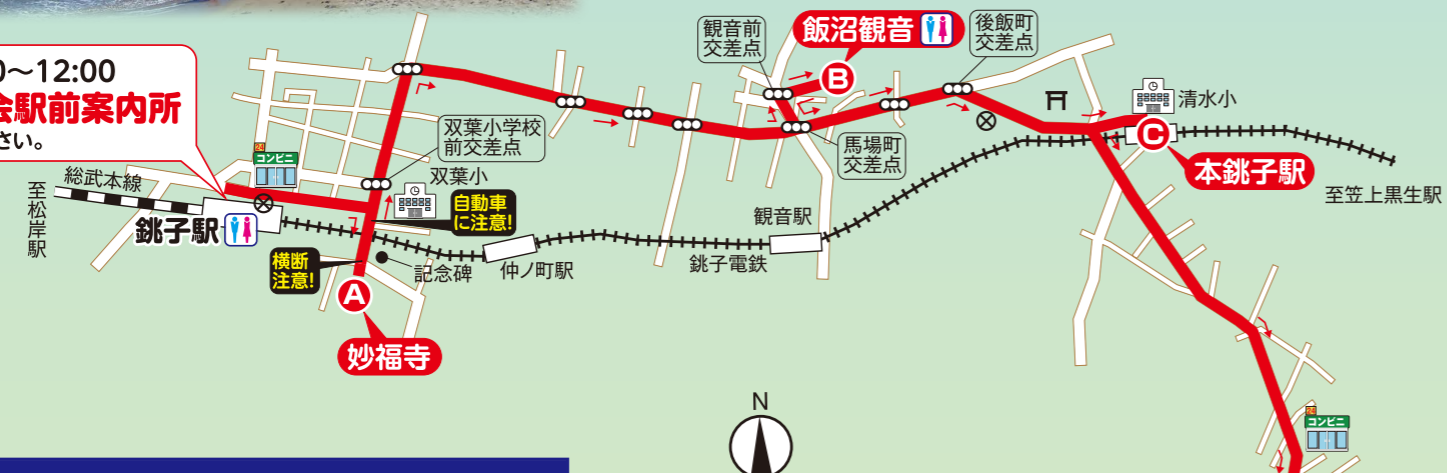 0〜12:00
会駅前案内所
さい。
至松岸駅
総武本線
銚子駅
24
コンビニ
双葉小学校
前交差点
双葉小
自動車
に注意!
横断
注意!
記念碑
A
妙福寺
仲ノ町駅
銚子電鉄
観音駅
観音前
交差点
飯沼観音
B
後飯町
交差点
馬場町
交差点
清水小
C
本銚子駅
至笠上黒生駅
N
24
コンビニ